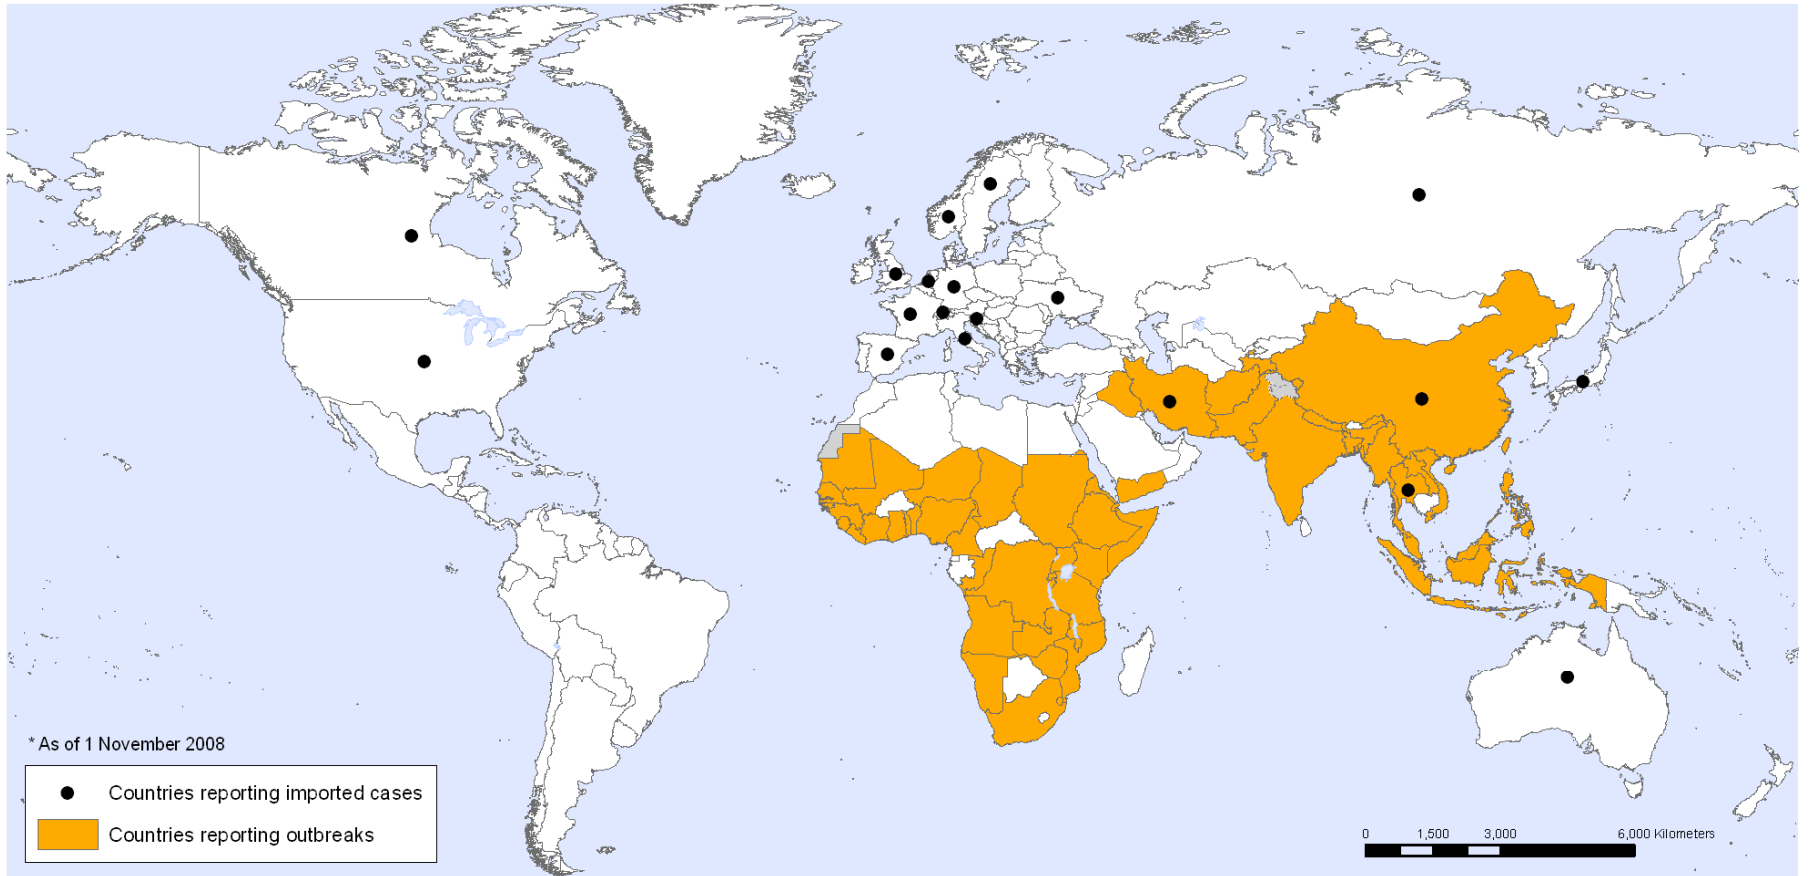 * As of 1 November 2008
Countries reporting imported cases
Countries reporting outbreaks
0 1,500 3,000 6,000 Kilometers